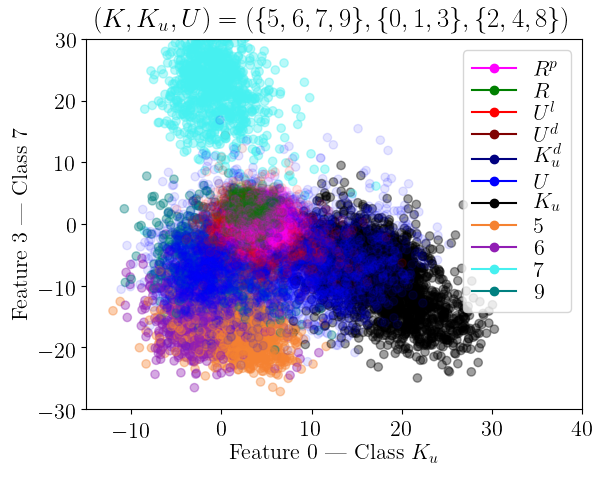 (K, K_u, U) = ({5, 6, 7, 9}, {0, 1, 3}, {2, 4, 8})
Feature 3 — Class 7
30
20
10
0
−10
−20
−30
R^p
R
U^l
U^d
K_u^d
U
K_u
5
6
7
9
−10 0 10 20 30 40
Feature 0 — Class K_u